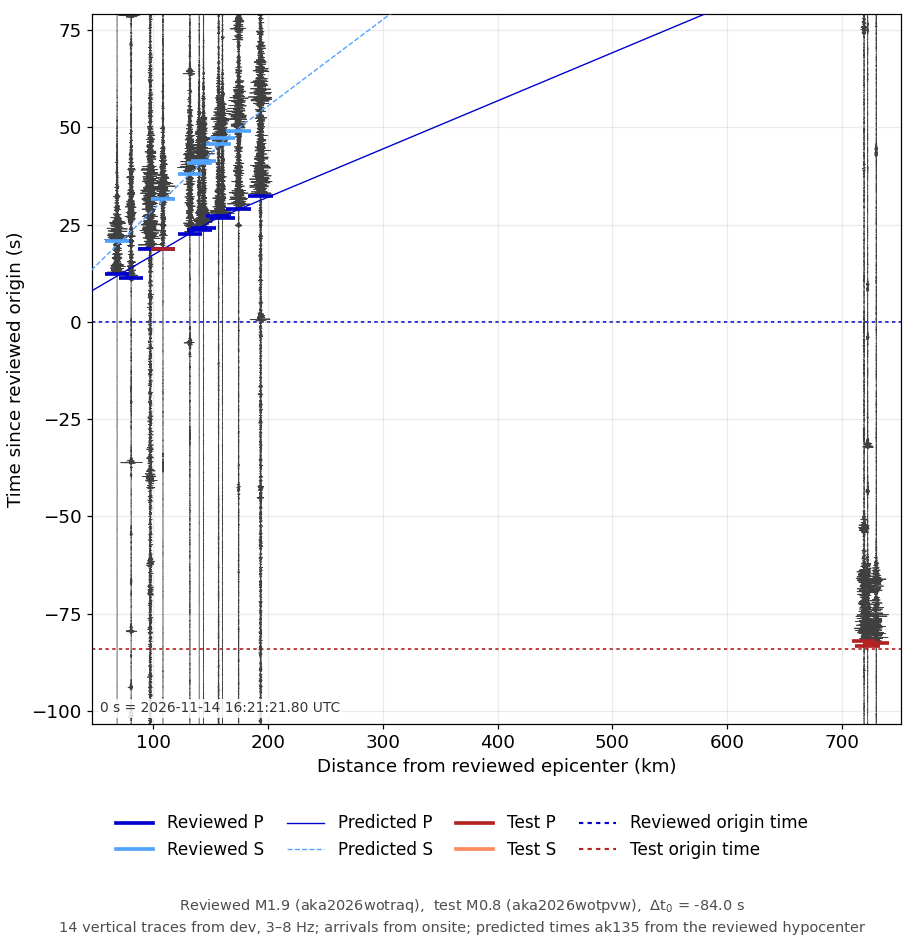 75
50
25
0
−25
−50
−75
−100
Time since reviewed origin (s)
0 s = 2026-11-14 16:21:21.80 UTC
100 200 300 400 500 600 700
Distance from reviewed epicenter (km)
Reviewed P Predicted P Test P Reviewed origin time
Reviewed S Predicted S Test S Test origin time
Reviewed M1.9 (aka2026wotraq), test M0.8 (aka2026wotpvw), Δt₀ = -84.0 s
14 vertical traces from dev, 3–8 Hz; arrivals from onsite; predicted times ak135 from the reviewed hypocenter